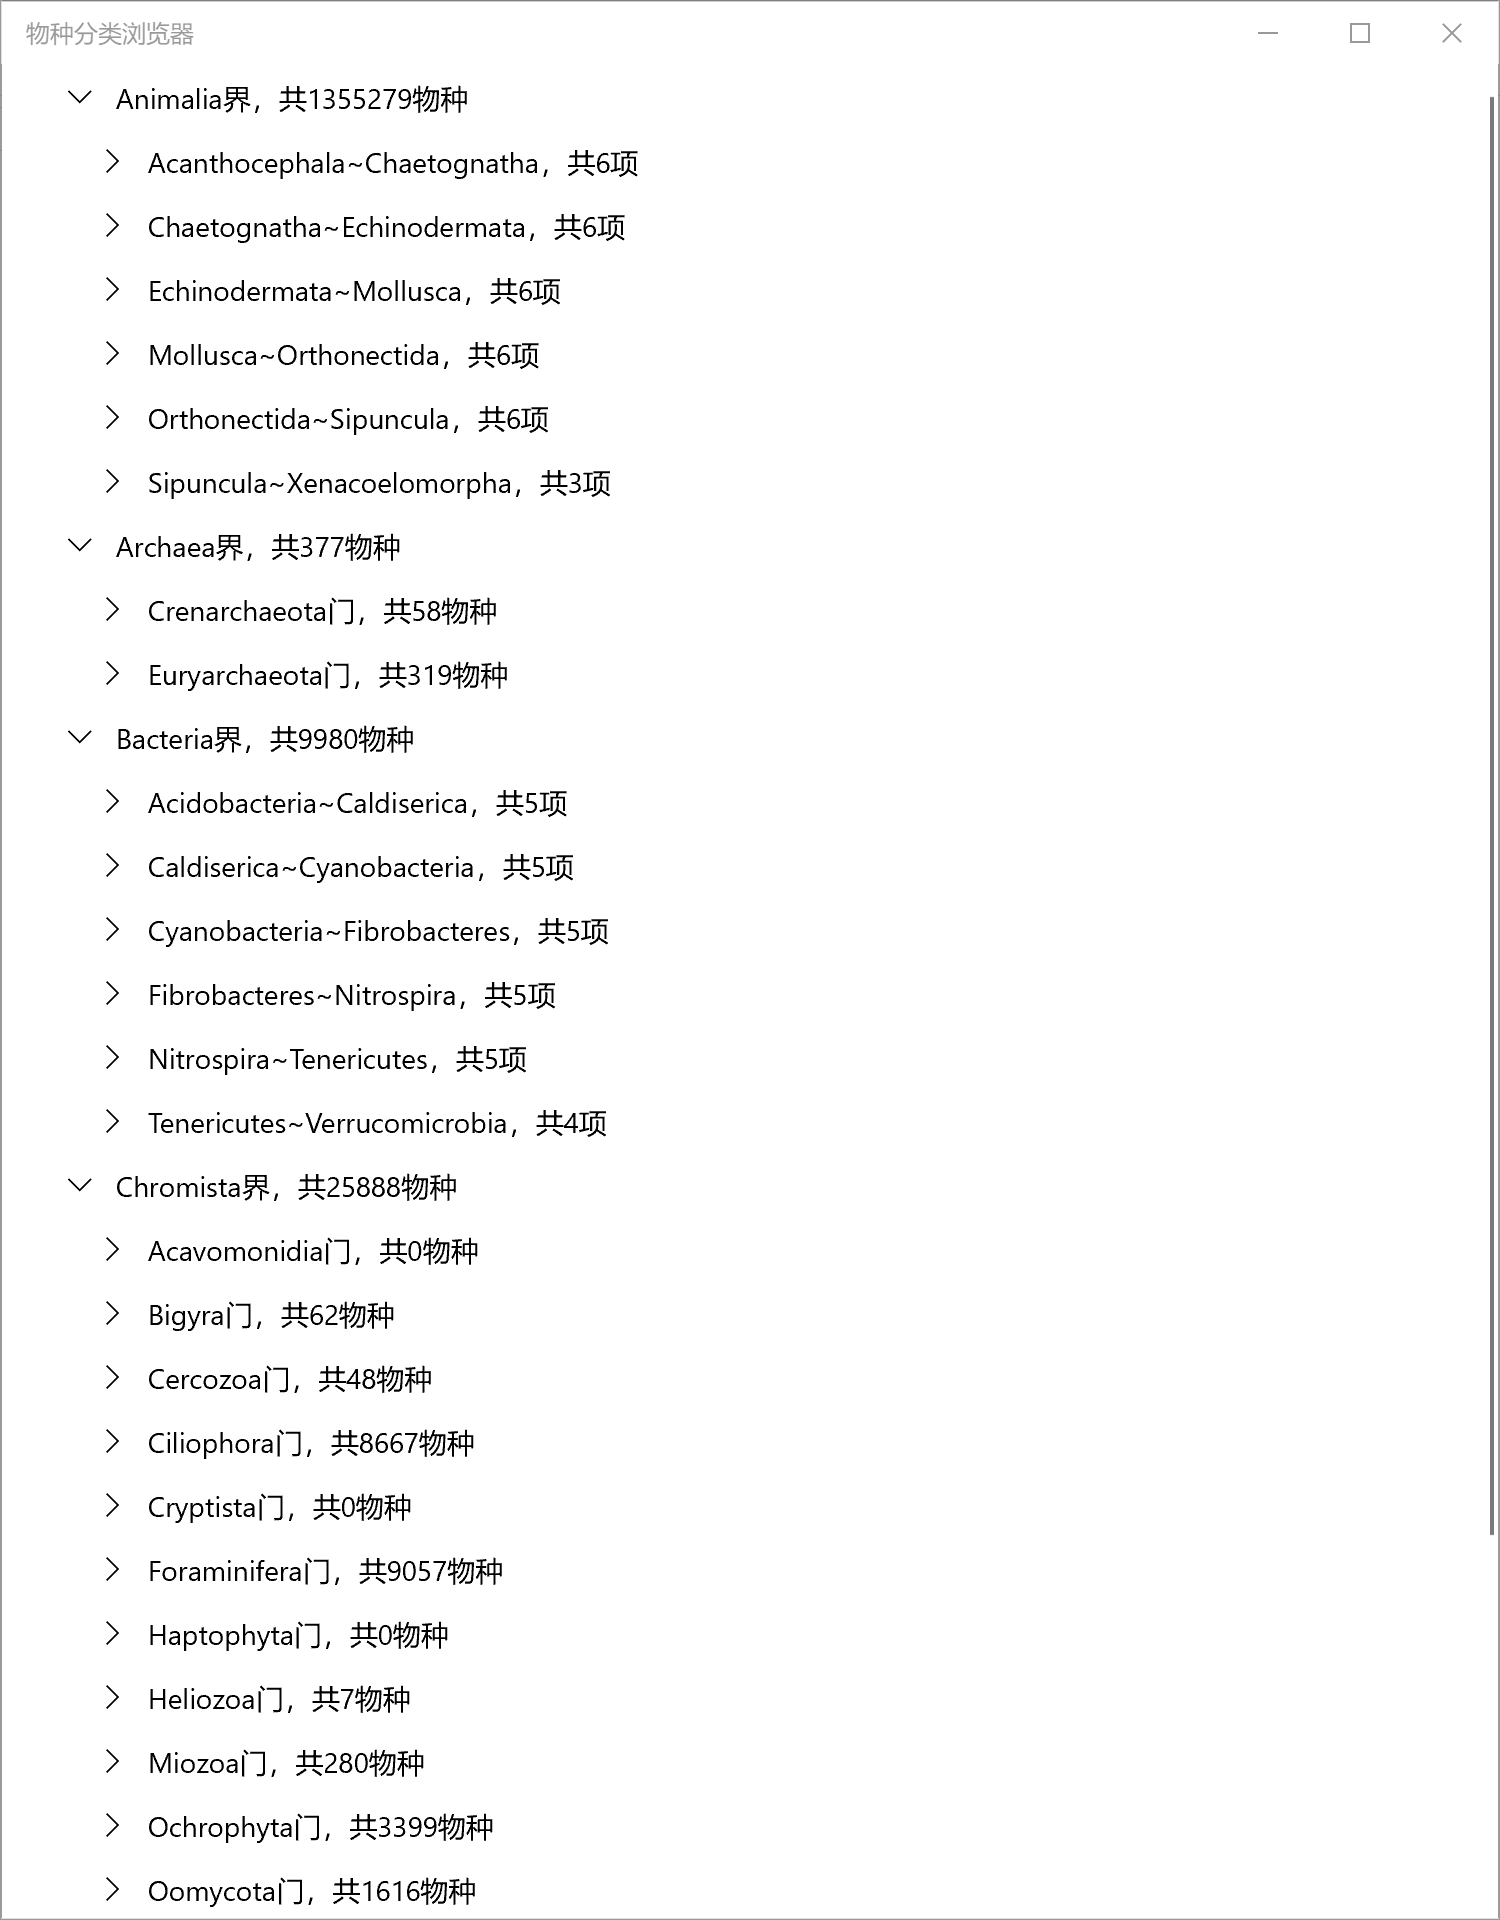 物种分类浏览器
Animalia界，共1355279物种
Acanthocephala~Chaetognatha，共6项
Chaetognatha~Echinodermata，共6项
Echinodermata~Mollusca，共6项
Mollusca~Orthonectida，共6项
Orthonectida~Sipuncula，共6项
Sipuncula~Xenacoelomorpha，共3项
Archaea界，共377物种
Crenarchaeota门，共58物种
Euryarchaeota门，共319物种
Bacteria界，共9980物种
Acidobacteria~Caldiserica，共5项
Caldiserica~Cyanobacteria，共5项
Cyanobacteria~Fibrobacteres，共5项
Fibrobacteres~Nitrospira，共5项
Nitrospira~Tenericutes，共5项
Tenericutes~Verrucomicrobia，共4项
Chromista界，共25888物种
Acavomonidia门，共0物种
Bigyra门，共62物种
Cercozoa门，共48物种
Ciliophora门，共8667物种
Cryptista门，共0物种
Foraminifera门，共9057物种
Haptophyta门，共0物种
Heliozoa门，共7物种
Miozoa门，共280物种
Ochrophyta门，共3399物种
Oomycota门，共1616物种